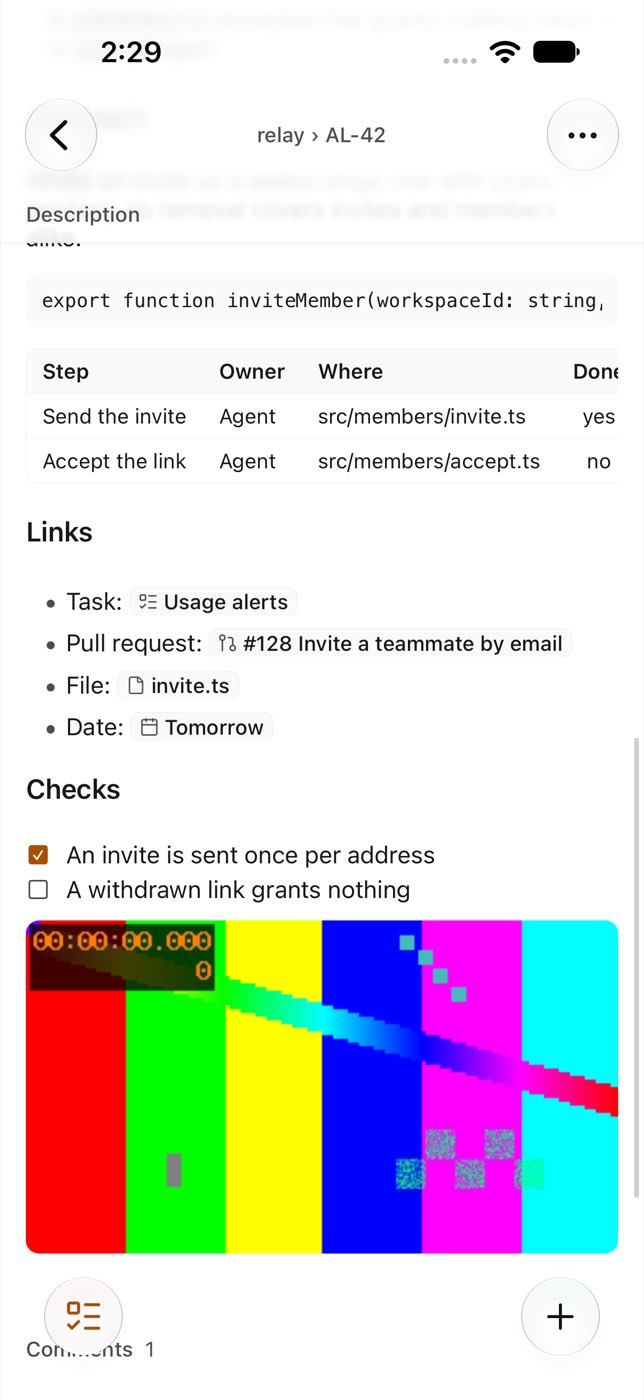 2:29
relay › AL-42
Description
alike.
export function inviteMember(workspaceId: string,
Step Owner Where Done
Send the invite Agent src/members/invite.ts yes
Accept the link Agent src/members/accept.ts no
Links
Task: Usage alerts
Pull request: #128 Invite a teammate by email
File: invite.ts
Date: Tomorrow
Checks
An invite is sent once per address
A withdrawn link grants nothing
00:00:00.000
0
Comments 1